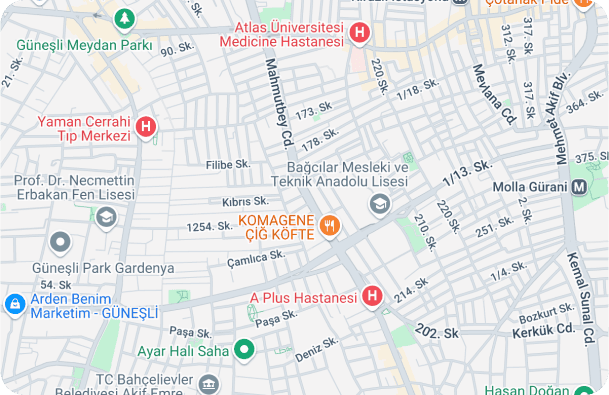 Çotanak Pide
Güneşli Meydan Parkı
90. Sk.
21. Sk.
Atlas Üniversitesi
Medicine Hastanesi
Mahmutbey Cd.
220. Sk.
312. Sk.
317. Sk.
317. Sk.
Mevlana Cd.
Mehmet Akif Blv.
1/18. Sk.
364. Sk.
173. Sk.
178. Sk.
Yaman Cerrahi
Tıp Merkezi
Filibe Sk.
Bağcılar Mesleki ve
Teknik Anadolu Lisesi
1/13. Sk.
375. Sk.
Molla Gürani
Prof. Dr. Necmettin
Erbakan Fen Lisesi
Kıbrıs Sk.
1254. Sk.
KOMAGENE
ÇİĞ KÖFTE
210. Sk.
220. Sk.
251. Sk.
Güneşli Park Gardenya
Çamlıca Sk.
54. Sk.
1/4. Sk.
Kemal Sunal Cd.
Arden Benim
Marketim - GÜNEŞLİ
A Plus Hastanesi
214. Sk.
Paşa Sk.
Paşa Sk.
202. Sk
Bozkurt Sk.
Kerkük Cd.
Ayar Halı Saha
Deniz Sk.
TC Bahçelievler
Belediyesi Akif Emre
Hasan Doğan